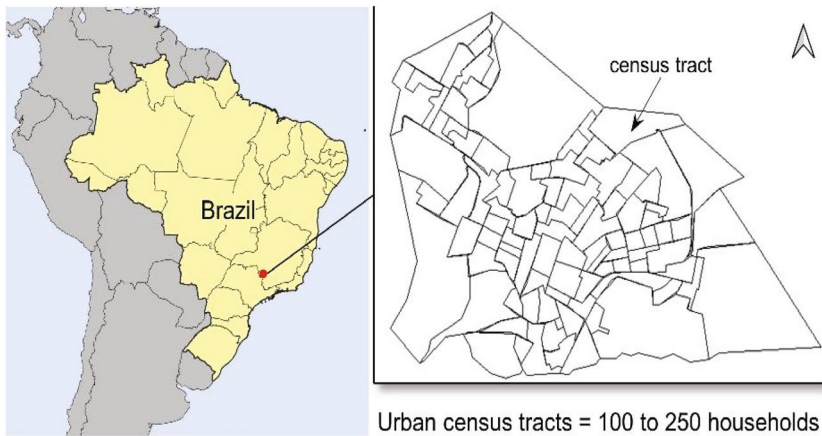 Brazil
census tract
Urban census tracts = 100 to 250 households